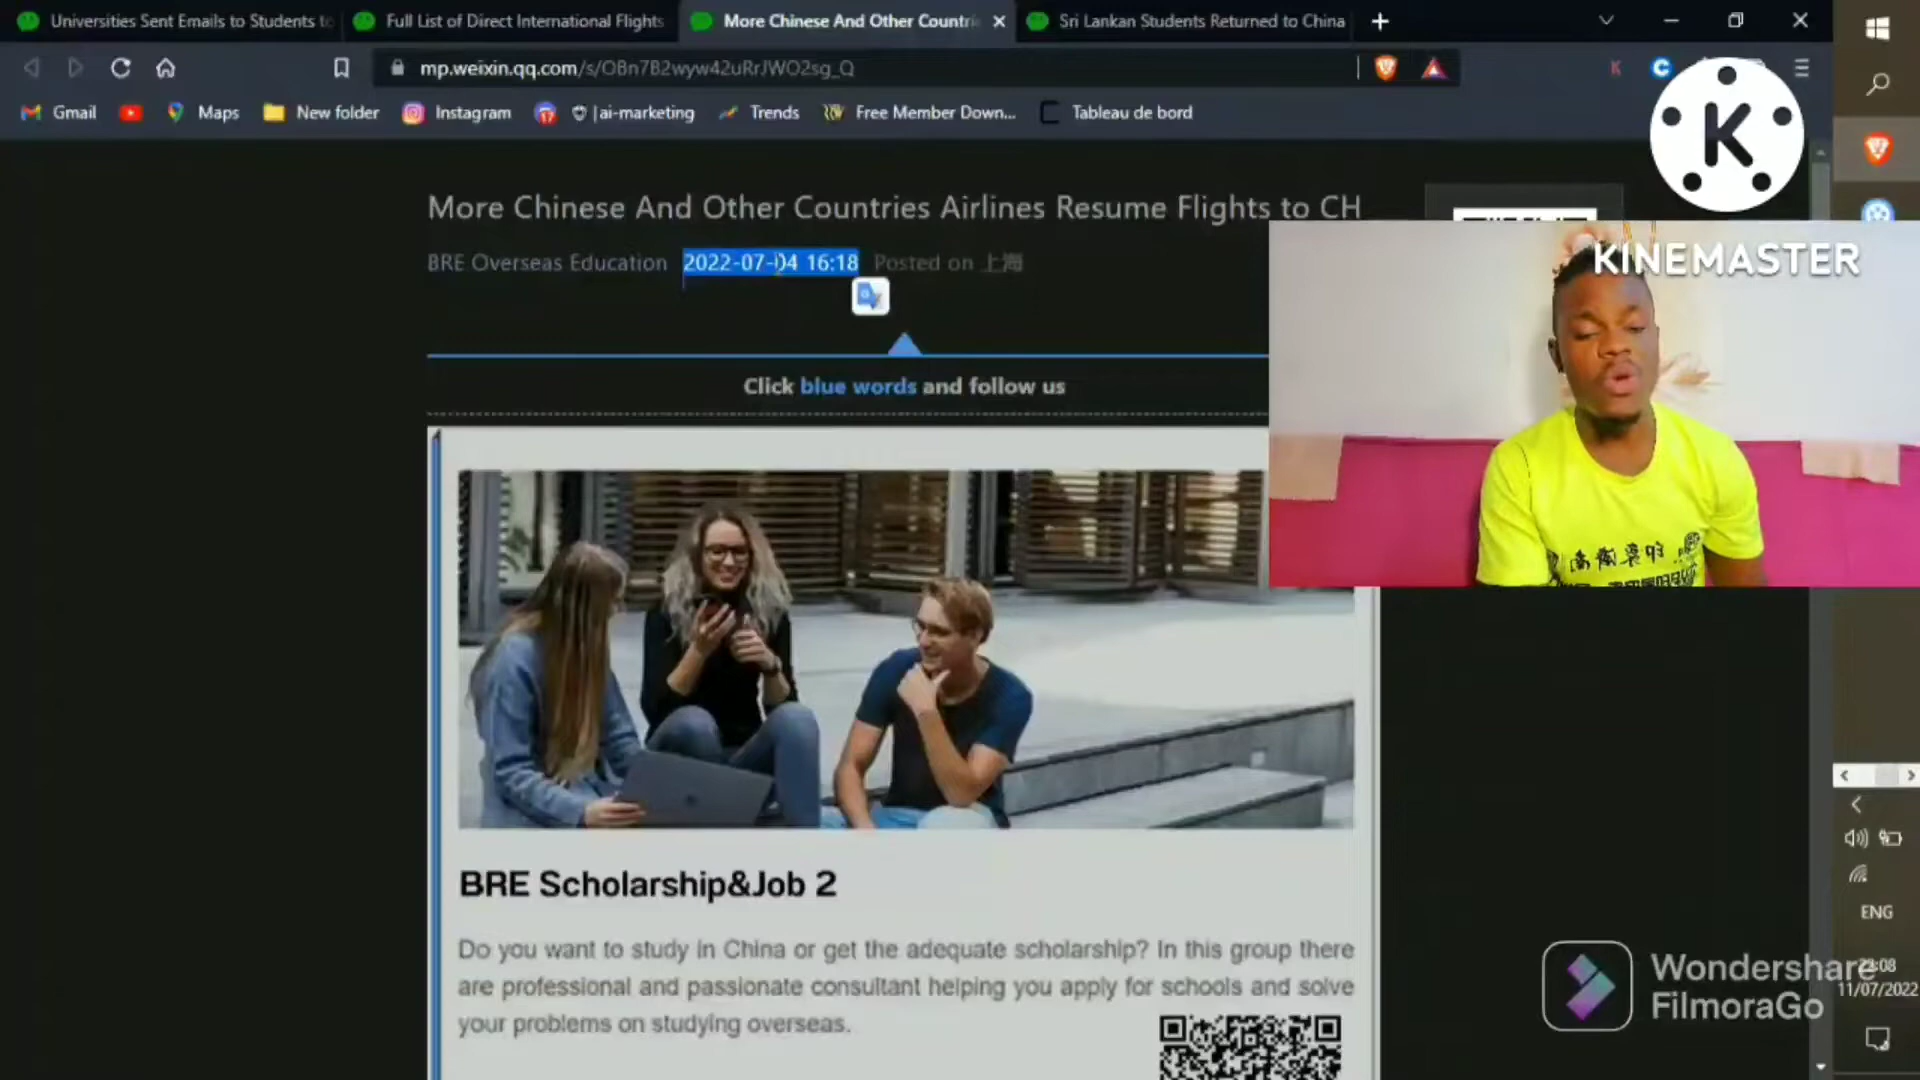 Universities Sent Emails to Students to
Full List of Direct International Flights
More Chinese And Other Countri
Sri Lankan Students Returned to China
mp.weixin.qq.com/s/OBn7B2wyw42uRrJWO2sg_Q
Gmail
Maps
New folder
Instagram
|ai-marketing
Trends
Free Member Down...
Tableau de bord
K
More Chinese And Other Countries Airlines Resume Flights to CH
BRE Overseas Education 2022-07-04 16:18 Posted on 上海
KINEMASTER
Click blue words and follow us
BRE Scholarship&Job 2
Do you want to study in China or get the adequate scholarship? In this group there
are professional and passionate consultant helping you apply for schools and solve
your problems on studying overseas.
ENG
Wondershare
FilmoraGo
11/07/2022